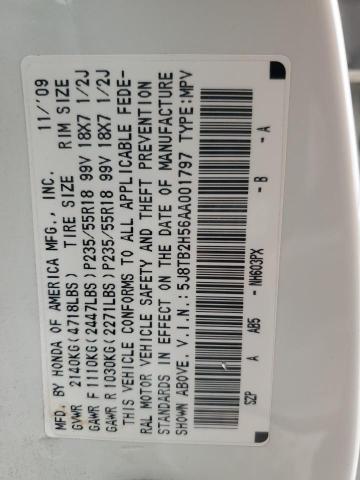 MFD. BY HONDA OF AMERICA MFG., INC. 11/'09
GVWR 2140KG(4718LBS) TIRE SIZE RIM SIZE
GAWR F 1110KG(2447LBS)P235/55R18 99V 18X7 1/2J
GAWR R 1030KG(2271LBS)P235/55R18 99V 18X7 1/2J
THIS VEHICLE CONFORMS TO ALL APPLICABLE FEDE-
RAL MOTOR VEHICLE SAFETY AND THEFT PREVENTION
STANDARDS IN EFFECT ON THE DATE OF MANUFACTURE
SHOWN ABOVE. V.I.N.: 5J8TB2H56AA001797 TYPE:MPV
SZP A AB5 - NH603PX - B - A